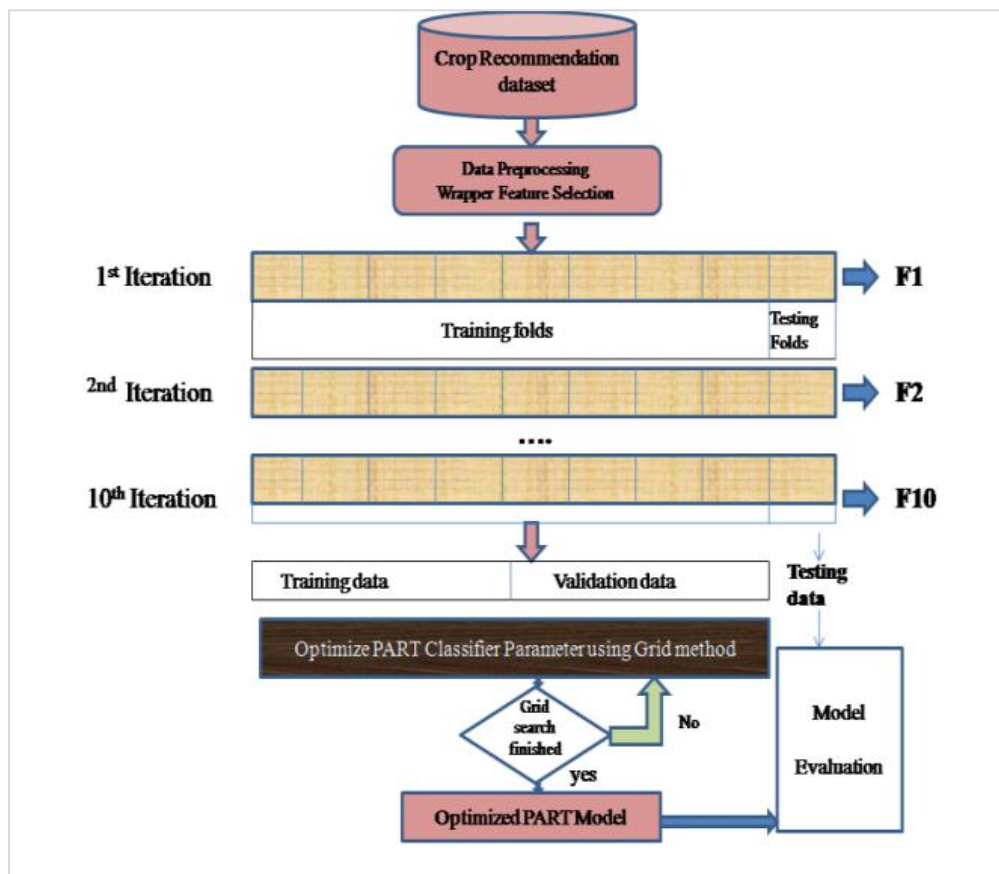 Crop Recommendation
dataset
Data Preprocessing
Wrapper Feature Selection
1st Iteration
F1
Training folds
Testing
Folds
2nd Iteration
F2
....
10th Iteration
F10
Training data
Validation data
Testing
data
Optimize PART Classifier Parameter using Grid method
Grid
search
finished
No
yes
Model
Evaluation
Optimized PART Model